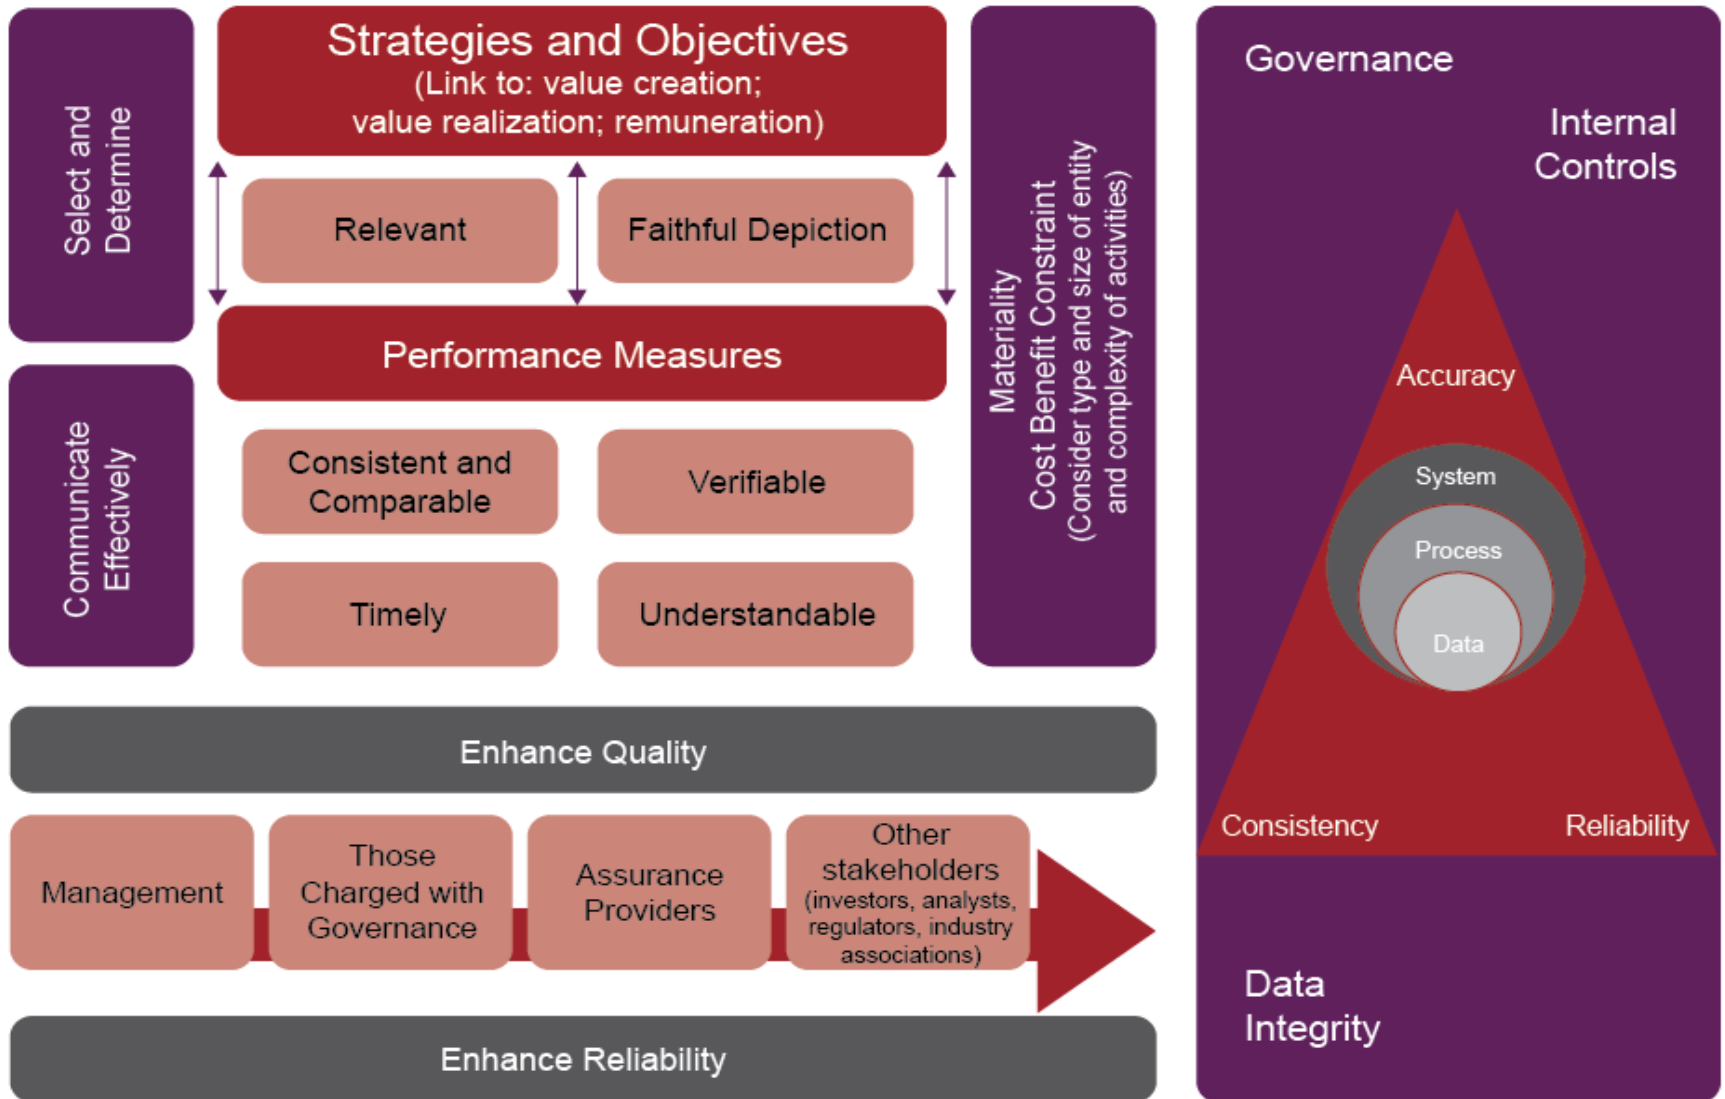 Select and
Determine
Strategies and Objectives
(Link to: value creation;
value realization; remuneration)
Relevant
Faithful Depiction
Performance Measures
Communicate
Effectively
Consistent and
Comparable
Verifiable
Timely
Understandable
Materiality
Cost Benefit Constraint
(Consider type and size of entity
and complexity of activities)
Enhance Quality
Management
Those
Charged with
Governance
Assurance
Providers
Other
stakeholders
(investors, analysts,
regulators, industry
associations)
Enhance Reliability
Governance
Internal
Controls
Accuracy
System
Process
Data
Consistency
Reliability
Data
Integrity